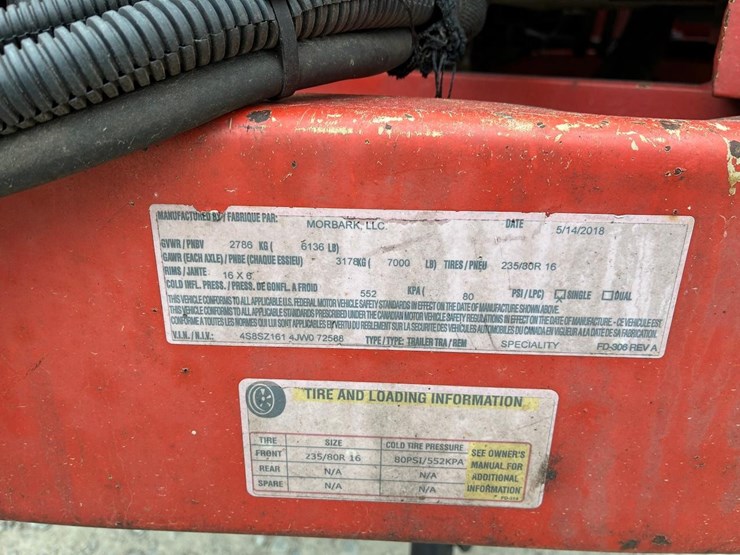 MANUFACTURED BY / FABRIQUE PAR: MORBARK, LLC. DATE 5/14/2018
GVWR / PNBV 2786 KG ( 6136 LB)
GAWR (EACH AXLE) / PNBE (CHAQUE ESSIEU) 3178 KG ( 7000 LB) TIRES / PNEU 235/80R 16
RIMS / JANTE 16 X 6
COLD INFL. PRESS. / PRESS. DE GONFL. A FROID 552 KPA ( 80 PSI / LPC) SINGLE DUAL
THIS VEHICLE CONFORMS TO ALL APPLICABLE U.S. FEDERAL MOTOR VEHICLE SAFETY STANDARDS IN EFFECT ON THE DATE OF MANUFACTURE SHOWN ABOVE.
THIS VEHICLE CONFORMS TO ALL APPLICABLE STANDARDS PRESCRIBED UNDER THE CANADIAN MOTOR VEHICLE SAFETY REGULATIONS IN EFFECT ON THE DATE OF MANUFACTURE. - CE VEHICULE EST
CONFORME A TOUTES LES NORMES QUI LUI SONT APPLICABLES EN VERTU DU REGLEMENT SUR LA SECURITE DES VEHICULES AUTOMOBILES DU CANADA EN VIGUEUR A LA DATE DE SA FABRICATION.
V.I.N. / N.I.V.: 4S8SZ161 4JW0 72588 TYPE / TYPE: TRAILER TRA / REM SPECIALITY FD-306 REV A
TIRE AND LOADING INFORMATION
TIRE SIZE COLD TIRE PRESSURE SEE OWNER'S
FRONT 235/80R 16 80PSI/552KPA MANUAL FOR
REAR N/A N/A ADDITIONAL
SPARE N/A N/A INFORMATION